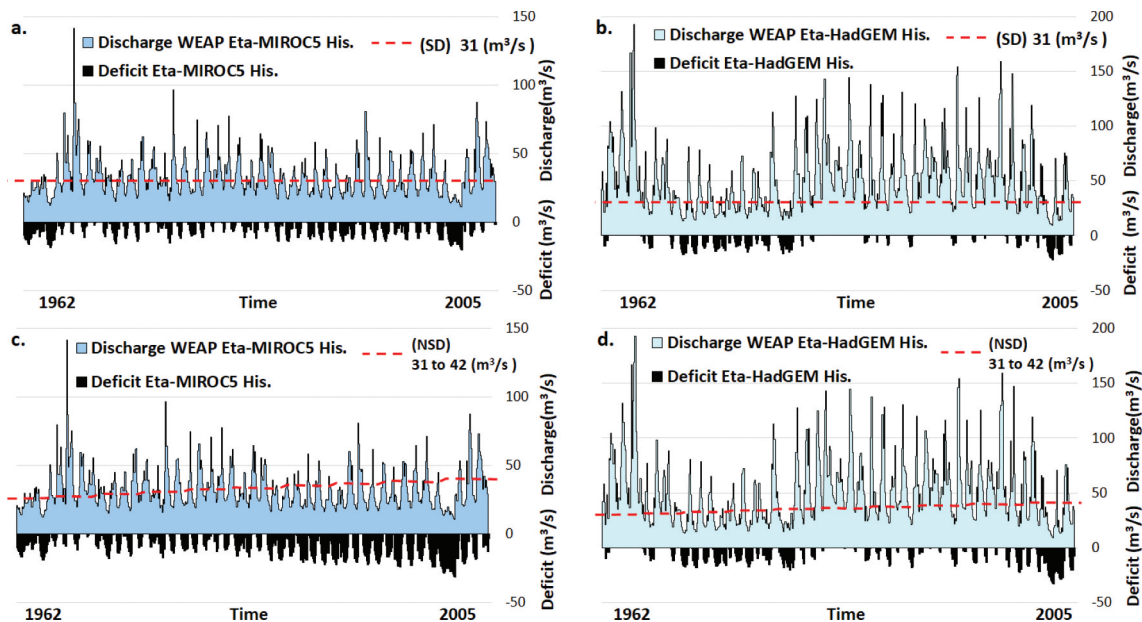 a.
Discharge WEAP Eta-MIROC5 His.
(SD) 31 (m³/s)
Deficit Eta-MIROC5 His.
150
100
50
0
-50
Deficit (m³/s) Discharge(m³/s)
1962 Time 2005
b.
Discharge WEAP Eta-HadGEM His.
(SD) 31 (m³/s)
Deficit Eta-HadGEM His.
200
150
100
50
0
-50
Deficit (m³/s) Discharge(m³/s)
1962 Time 2005
c.
Discharge WEAP Eta-MIROC5 His.
(NSD)
31 to 42 (m³/s )
Deficit Eta-MIROC5 His.
150
100
50
0
-50
Deficit (m³/s) Discharge(m³/s)
1962 Time 2005
d.
Discharge WEAP Eta-HadGEM His.
(NSD)
31 to 42 (m³/s)
Deficit Eta-HadGEM His.
200
150
100
50
0
-50
Deficit (m³/s) Discharge(m³/s)
1962 Time 2005